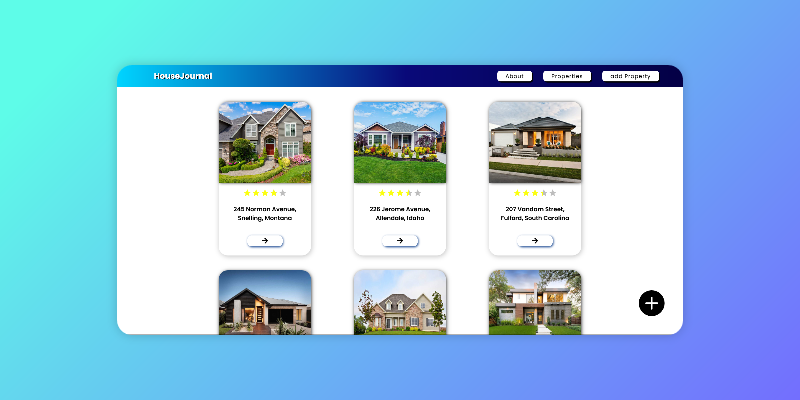 HouseJournal
About
Properties
add Property
245 Norman Avenue,
Snelling, Montana
226 Jerome Avenue,
Allendale, Idaho
207 Vandam Street,
Fulford, South Carolina